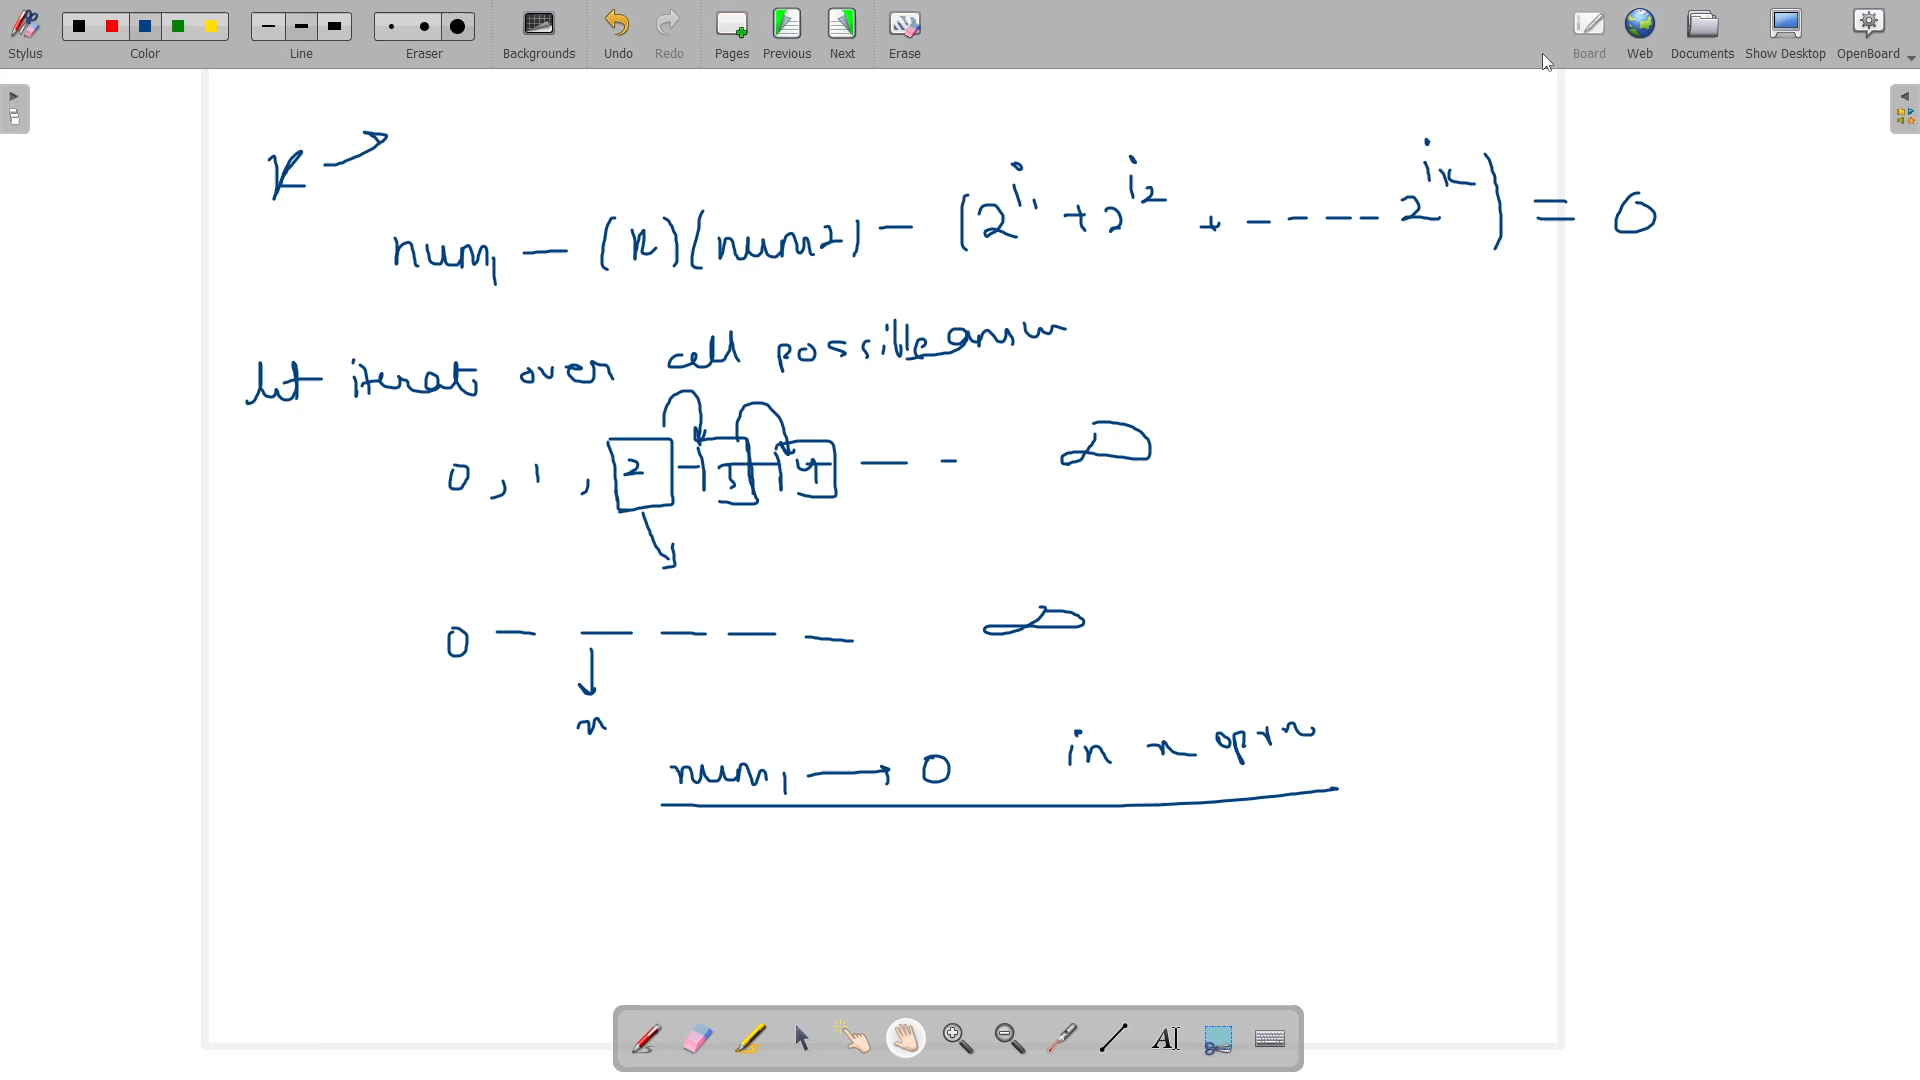 Stylus Color Line Eraser Backgrounds Undo Redo Pages Previous Next Erase Board Web Documents Show Desktop OpenBoard
K
num1 — (k)(num2) - (2^i1 + 2^i2 + ---- 2^ik) = 0
let iterat over all possible answ
0, 1, 2 - 3 - 4 — - ∞
0 — — — — — ∞
x
num1 → 0 in x oprn